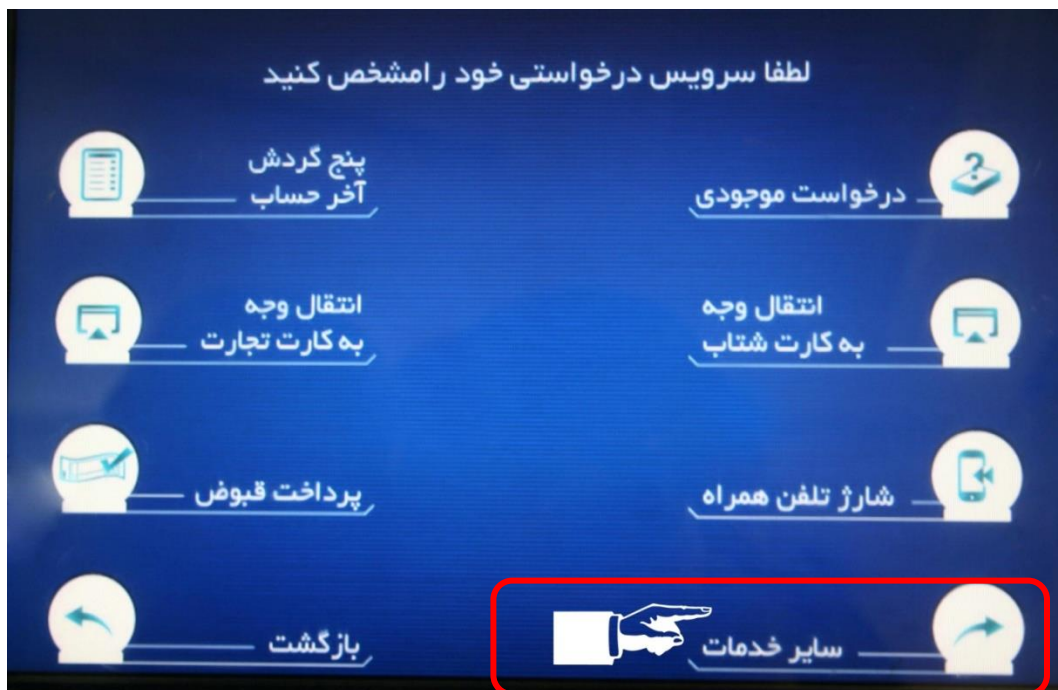 لطفا سرویس درخواستی خود رامشخص کنید
درخواست موجودی
پنج گردش
آخر حساب
انتقال وجه
به کارت شتاب
انتقال وجه
به کارت تجارت
شارژ تلفن همراه
پرداخت قبوض
سایر خدمات
بازگشت